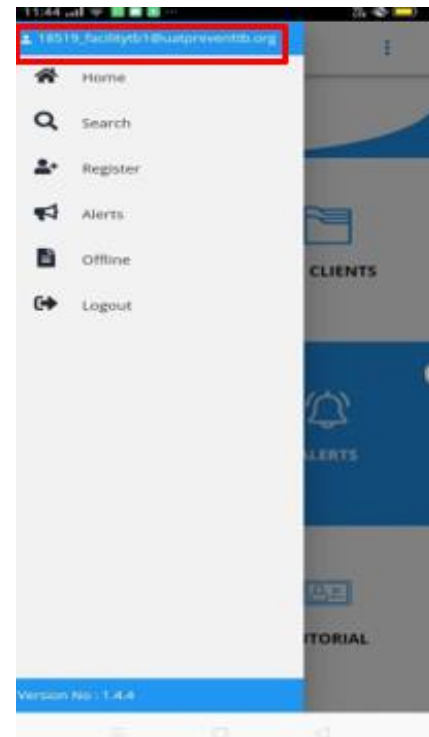 11:44
18519_facilitytb1@uatpreventtb.org
Home
Search
Register
Alerts
Offline
Logout
CLIENTS
ALERTS
TORIAL
Version No : 1.4.4